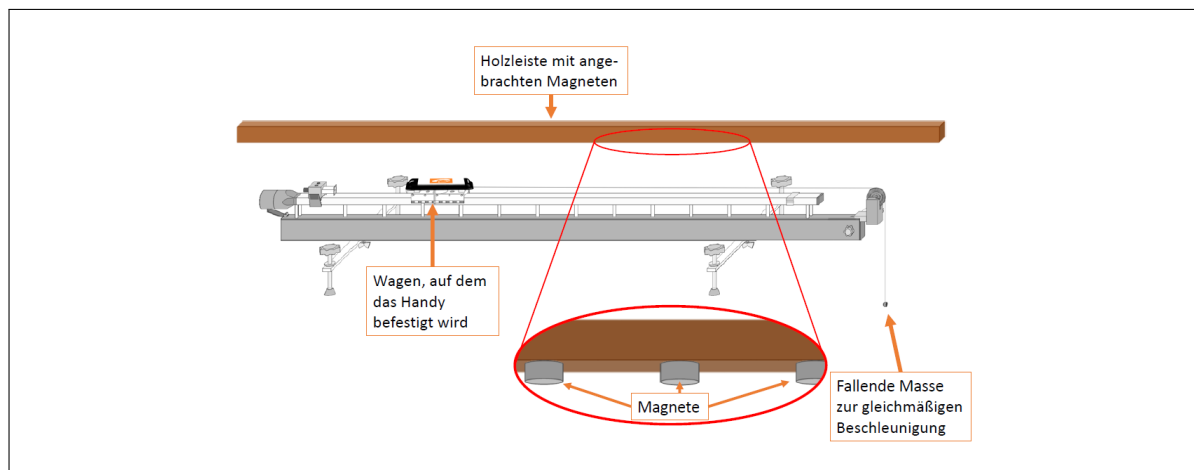 Holzleiste mit ange-
brachten Magneten
Wagen, auf dem
das Handy
befestigt wird
Magnete
Fallende Masse
zur gleichmäßigen
Beschleunigung